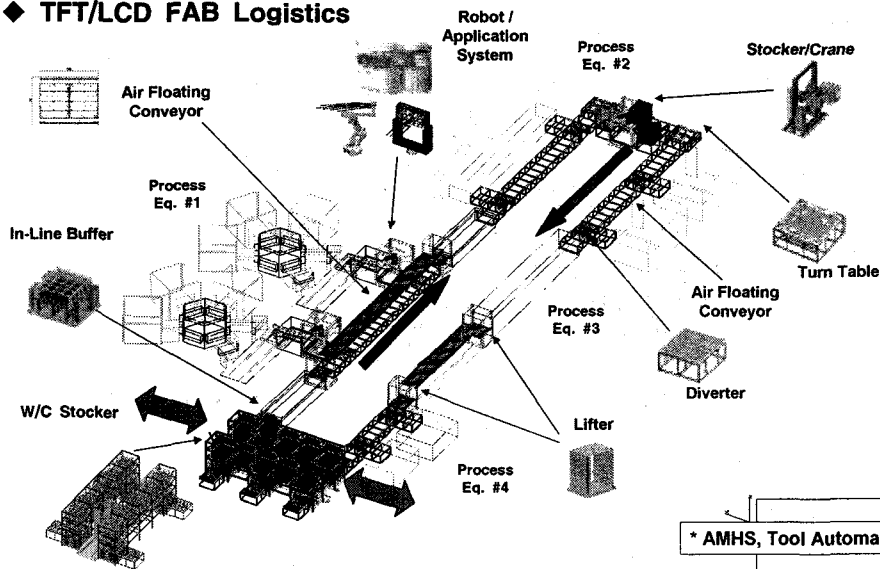 ◆ TFT/LCD FAB Logistics
Robot /
Application
System
Process
Eq. #2
Stocker/Crane
Air Floating
Conveyor
Process
Eq. #1
In-Line Buffer
Turn Table
Air Floating
Conveyor
Process
Eq. #3
Diverter
W/C Stocker
Lifter
Process
Eq. #4
* AMHS, Tool Automa